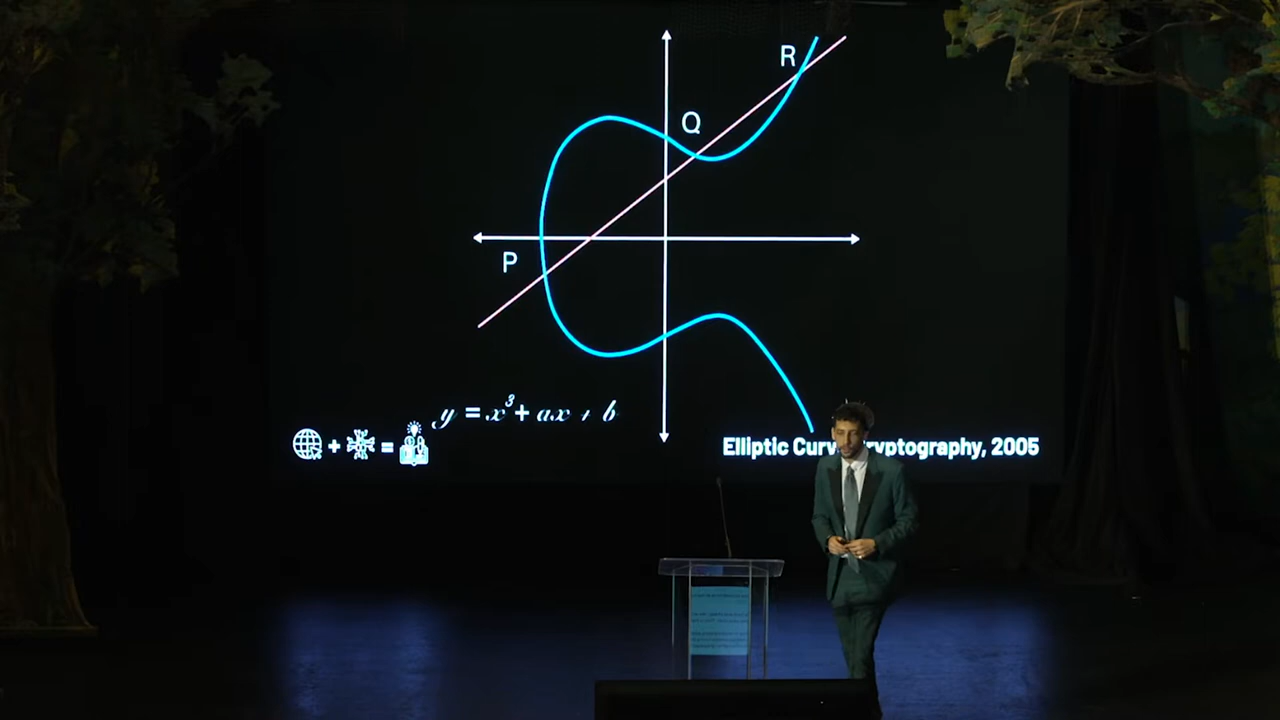 R
Q
P
y = x³ + ax + b
+ =
Elliptic Curve Cryptography, 2005